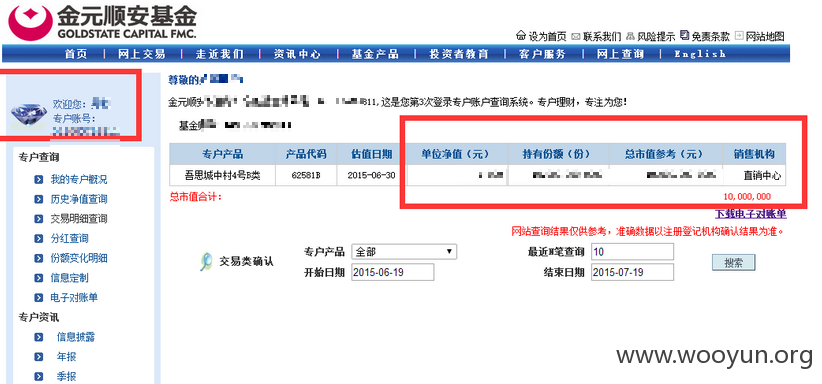 金元顺安基金
GOLDSTATE CAPITAL FMC.
设为首页 联系我们 风险提示 免责条款 网站地图
首页 | 网上交易 | 走近我们 | 资讯中心 | 基金产品 | 投资者教育 | 客户服务 | 网上查询 | English
欢迎您:
专户账号:
尊敬的
金元顺安 811,这是您第3次登录专户账户查询系统。专户理财，专注为您!
基金
专户产品 产品代码 估值日期 单位净值（元） 持有份额（份） 总市值参考（元） 销售机构
吾思城中村4号B类 62581B 2015-06-30 直销中心
总市值合计: 10,000,000
下载电子对账单
网站查询结果仅供参考，准确数据以注册登记机构确认结果为准。
专户查询
我的专户概况
历史净值查询
交易明细查询
分红查询
份额变化明细
信息定制
电子对账单
专户资讯
信息披露
年报
季报
交易类确认
专户产品 全部 最近N笔查询 10
开始日期 2015-06-19 结束日期 2015-07-19
搜索
www.wooyun.org